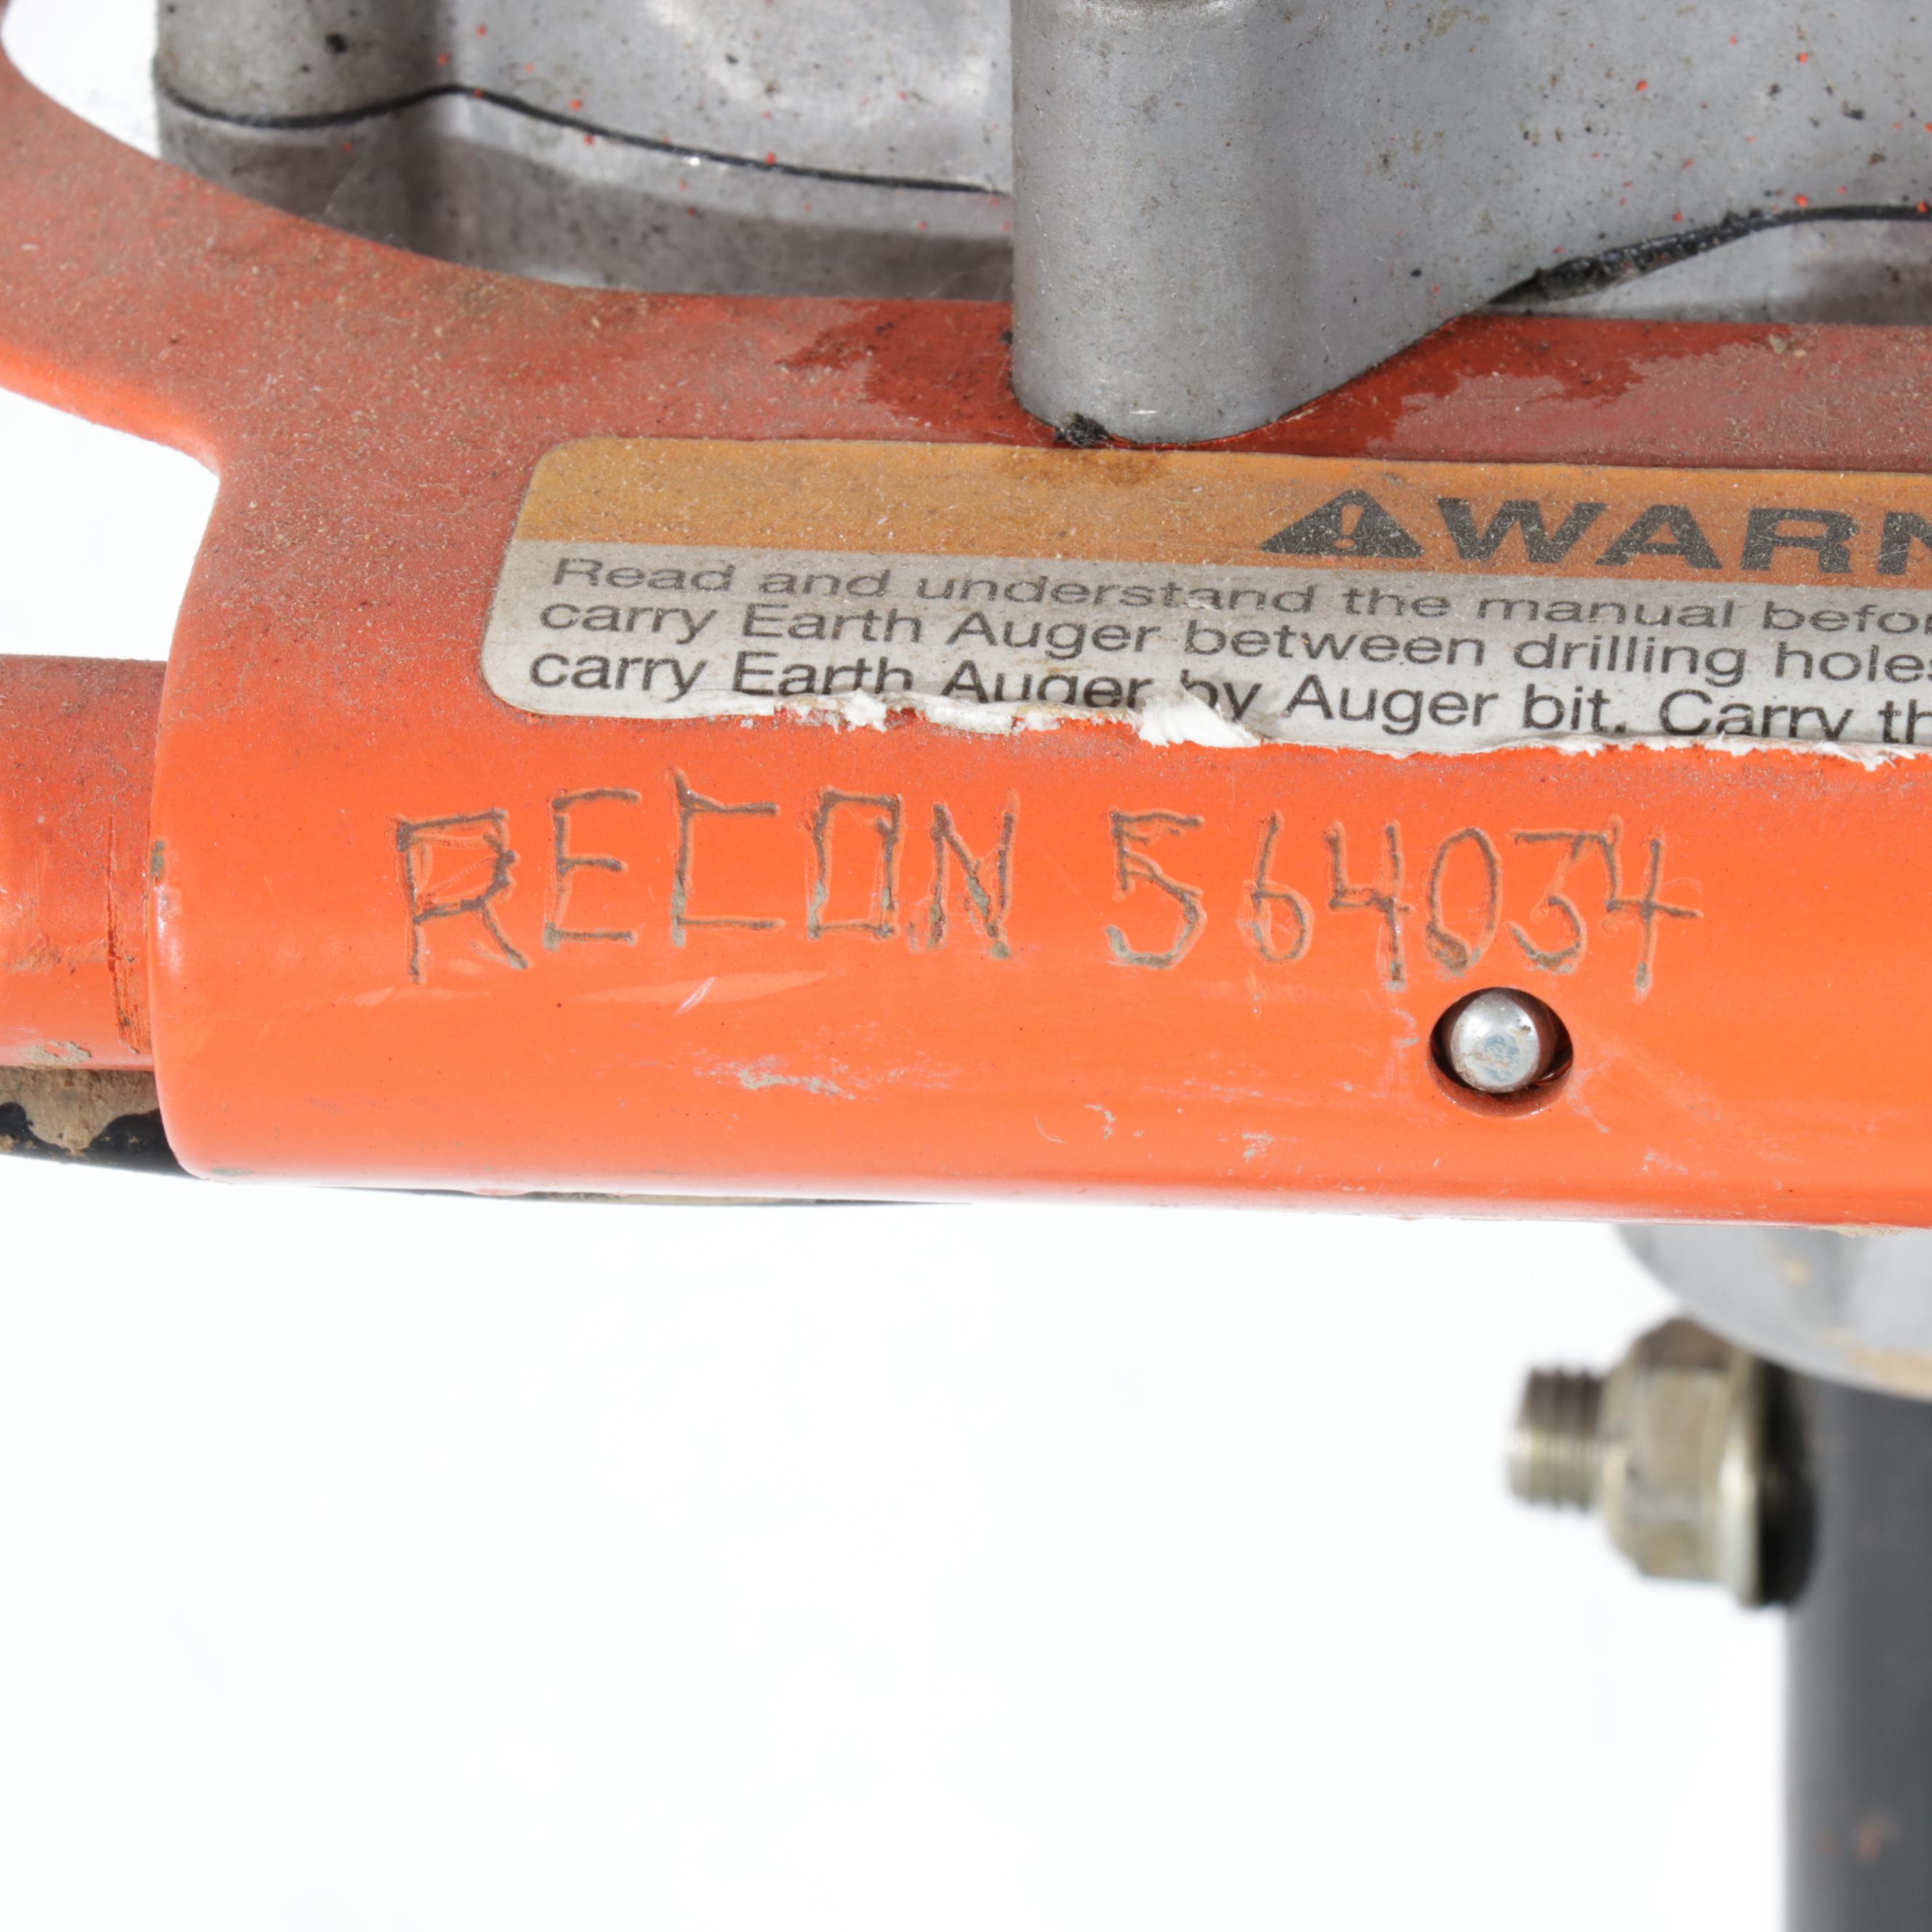 WARN
Read and understand the manual befor
carry Earth Auger between drilling holes
carry Earth Auger by Auger bit. Carry th
RECON 564034